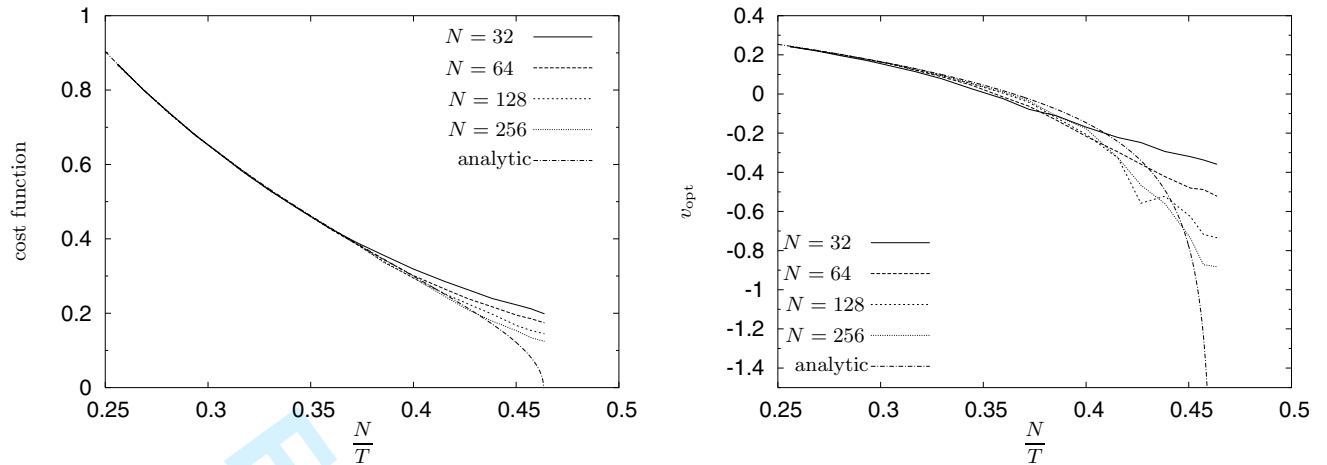 1
0.8
0.6
0.4
0.2
0
cost function
N = 32
N = 64
N = 128
N = 256
analytic
0.25
0.3
0.35
0.4
0.45
0.5
N
T
0.4
0.2
0
-0.2
-0.4
-0.6
-0.8
-1
-1.2
-1.4
v_opt
N = 32
N = 64
N = 128
N = 256
analytic
0.25
0.3
0.35
0.4
0.45
0.5
N
T